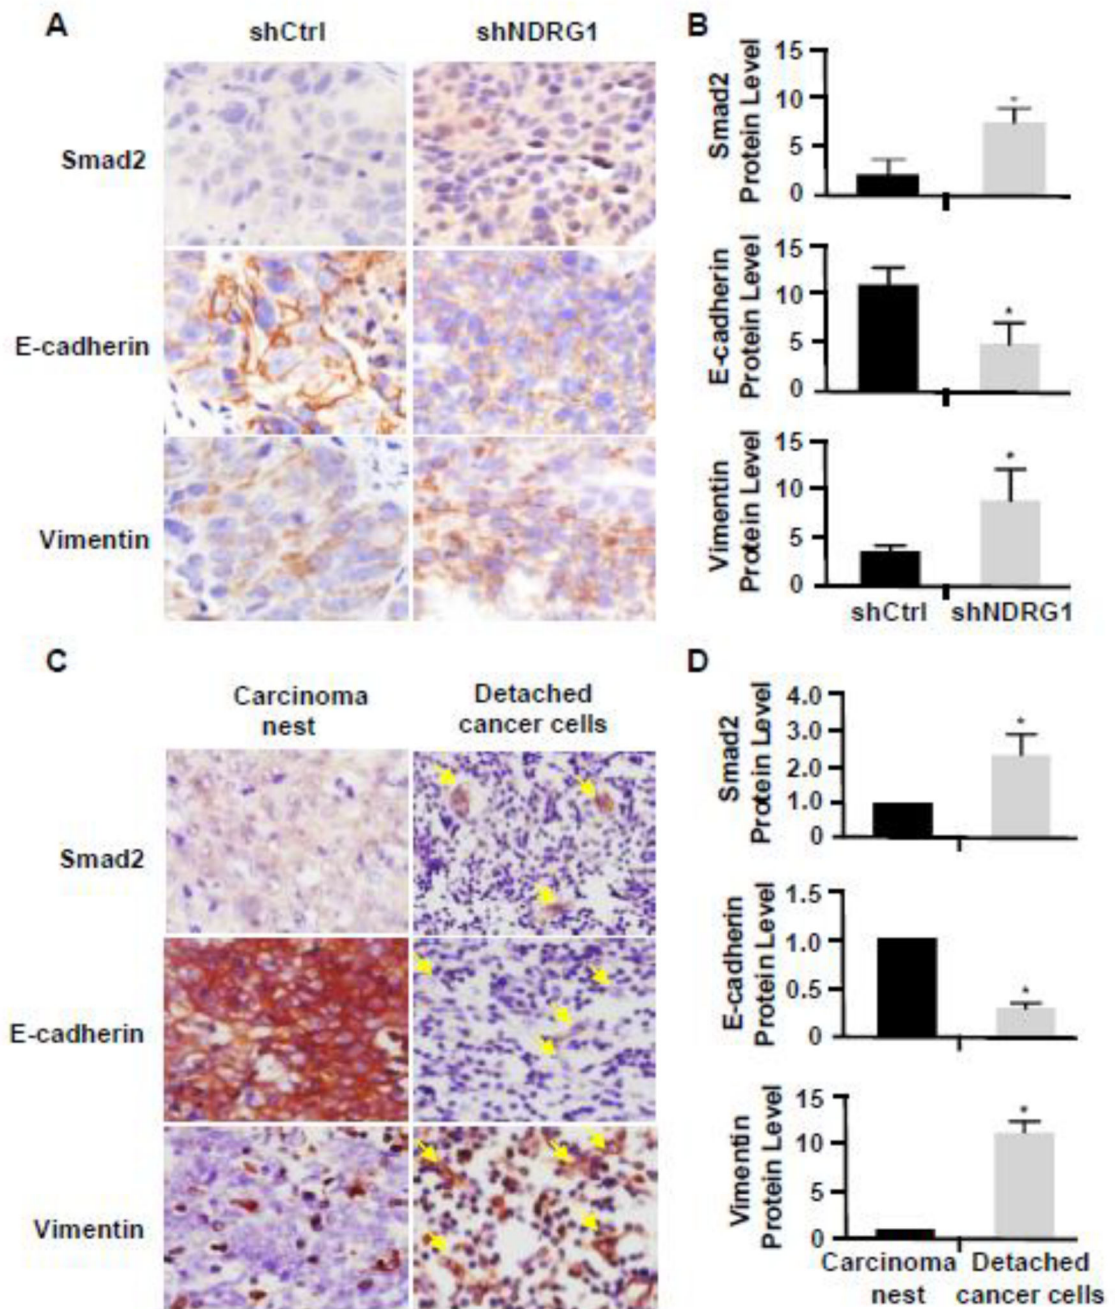 A
shCtrl
shNDRG1
Smad2
E-cadherin
Vimentin
B
Smad2
Protein Level
15
10
5
0
*
E-cadherin
Protein Level
15
10
5
0
*
Vimentin
Protein Level
15
10
5
0
*
shCtrl
shNDRG1
C
Carcinoma
nest
Detached
cancer cells
Smad2
E-cadherin
Vimentin
D
Smad2
Protein Level
4.0
3.0
2.0
1.0
0
*
E-cadherin
Protein Level
1.5
1.0
0.5
0
*
Vimentin
Protein Level
15
10
5
0
*
Carcinoma
nest
Detached
cancer cells